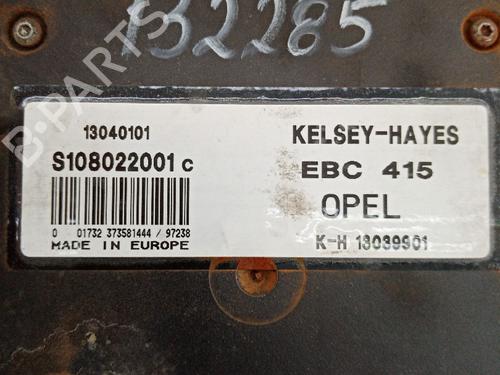 132285
B-PARTS
13040101
S108022001 C
0 01732 373581444 / 97238
MADE IN EUROPE
KELSEY-HAYES
EBC 415
OPEL
K-H 13039901